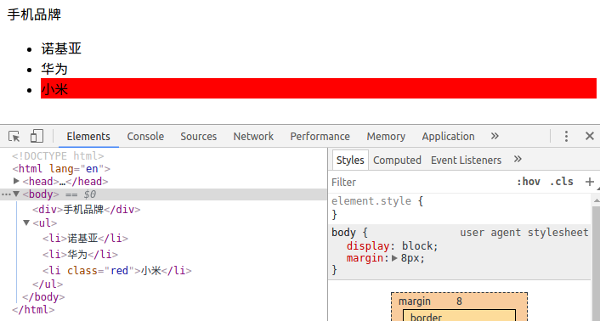 手机品牌
诺基亚
华为
小米
Elements Console Sources Network Performance Memory Application »
<!DOCTYPE html>
<html lang="en">
<head>…</head>
<body> == $0
<div>手机品牌</div>
<ul>
<li>诺基亚</li>
<li>华为</li>
<li class="red">小米</li>
</ul>
</body>
</html>
Styles Computed Event Listeners »
Filter :hov .cls +
element.style {
}
body { user agent stylesheet
display: block;
margin: 8px;
}
margin 8
border